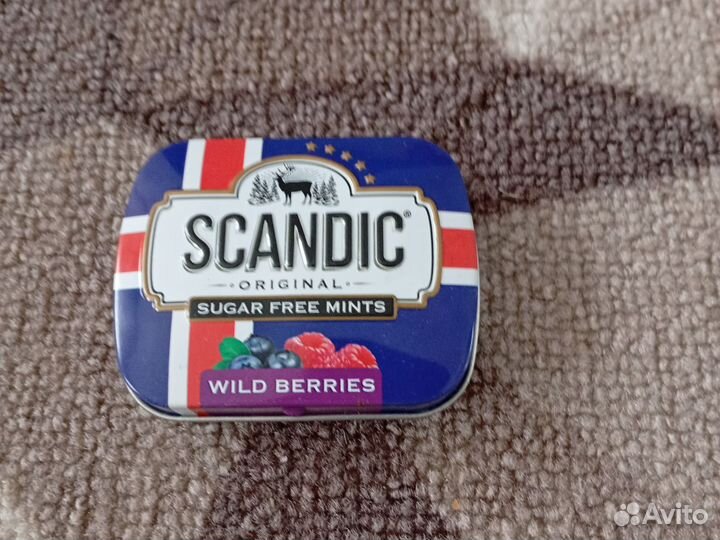 SCANDIC®
ORIGINAL
SUGAR FREE MINTS
WILD BERRIES
Avito